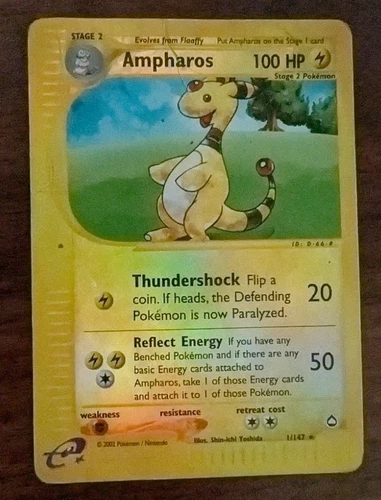 STAGE 2
Evolves from Flaaffy Put Ampharos on the Stage 1 card
Ampharos 100 HP
Stage 2 Pokémon
Thundershock Flip a
coin. If heads, the Defending
Pokémon is now Paralyzed.
20
Reflect Energy If you have any
Benched Pokémon and if there are any
basic Energy cards attached to
Ampharos, take 1 of those Energy cards
and attach it to 1 of those Pokémon.
50
weakness resistance retreat cost
© 2002 Pokémon / Nintendo Illus. Shin-ichi Yoshida 1/147
e